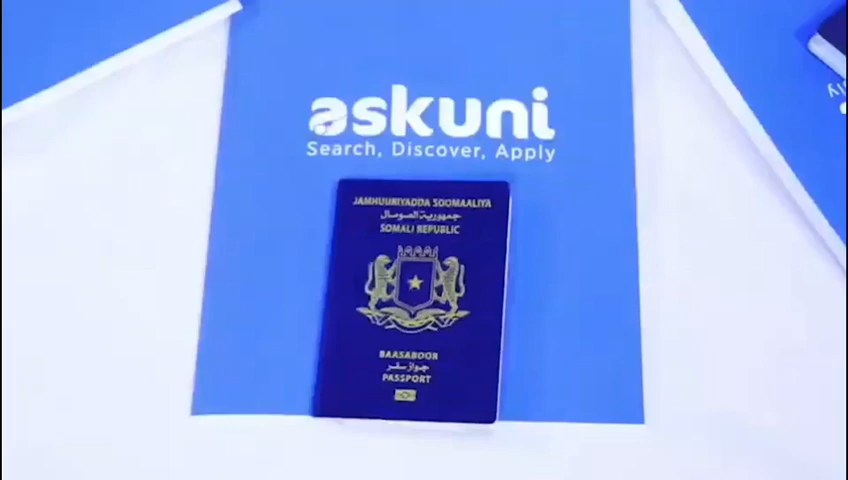 askuni
Search, Discover, Apply
JAMHUURIYADDA SOOMAALIYA
جمهورية الصومال
SOMALI REPUBLIC
BAASABOOR
جواز سفر
PASSPORT